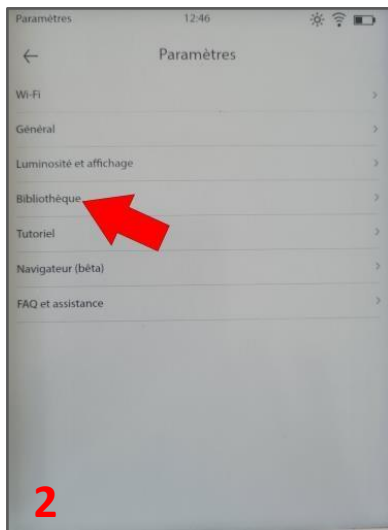 Paramètres 12:46
Paramètres
Wi-Fi
Général
Luminosité et affichage
Bibliothèque
Tutoriel
Navigateur (bêta)
FAQ et assistance
2